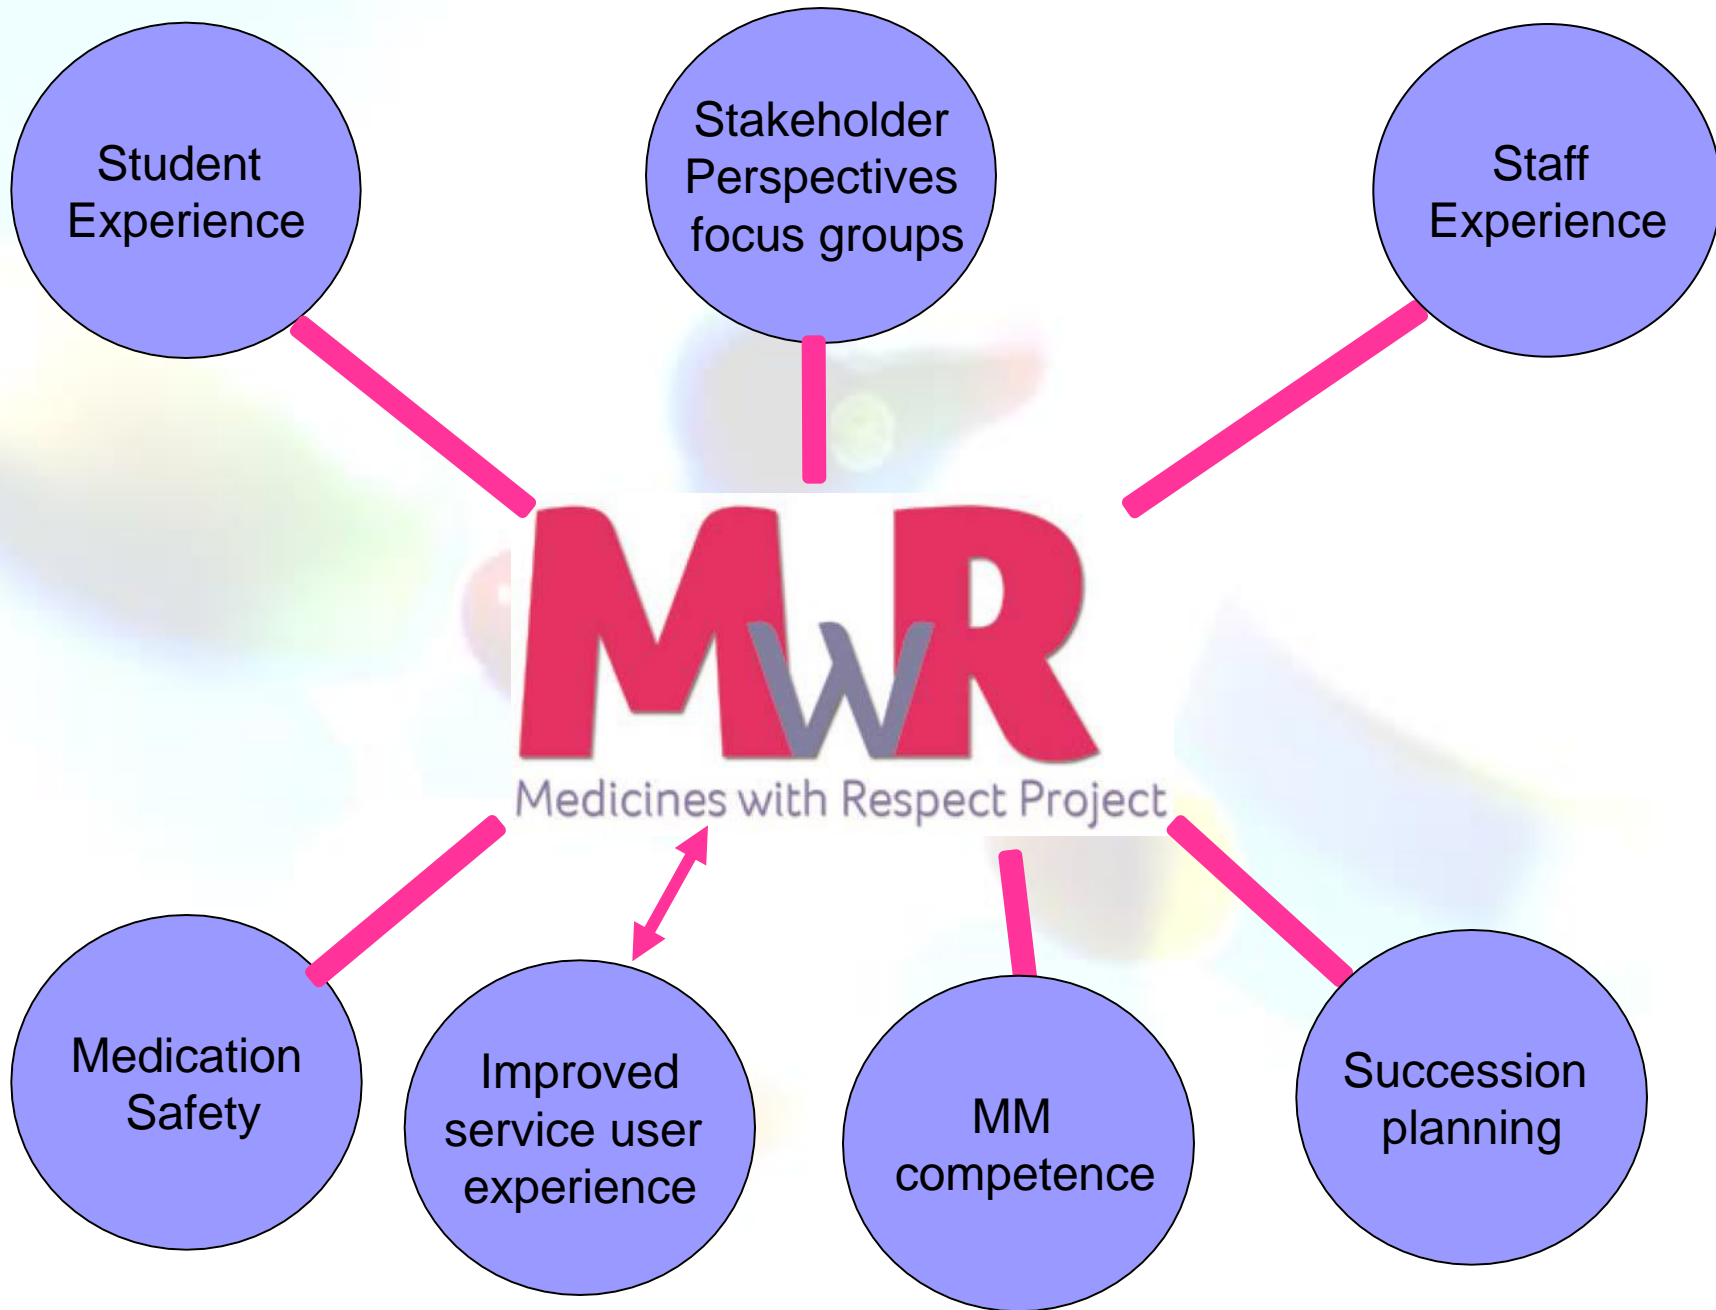 Student
Experience
Stakeholder
Perspectives
focus groups
Staff
Experience
MwR
Medicines with Respect Project
Medication
Safety
Improved
service user
experience
MM
competence
Succession
planning